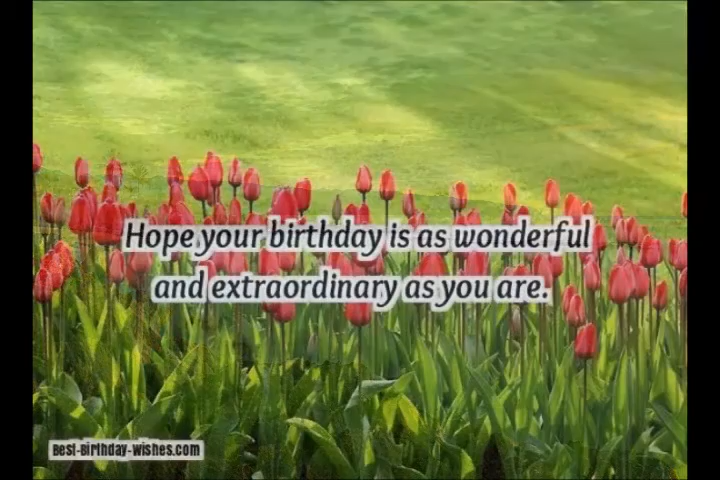 Hope your birthday is as wonderful
and extraordinary as you are.
Best-Birthday-wishes.com